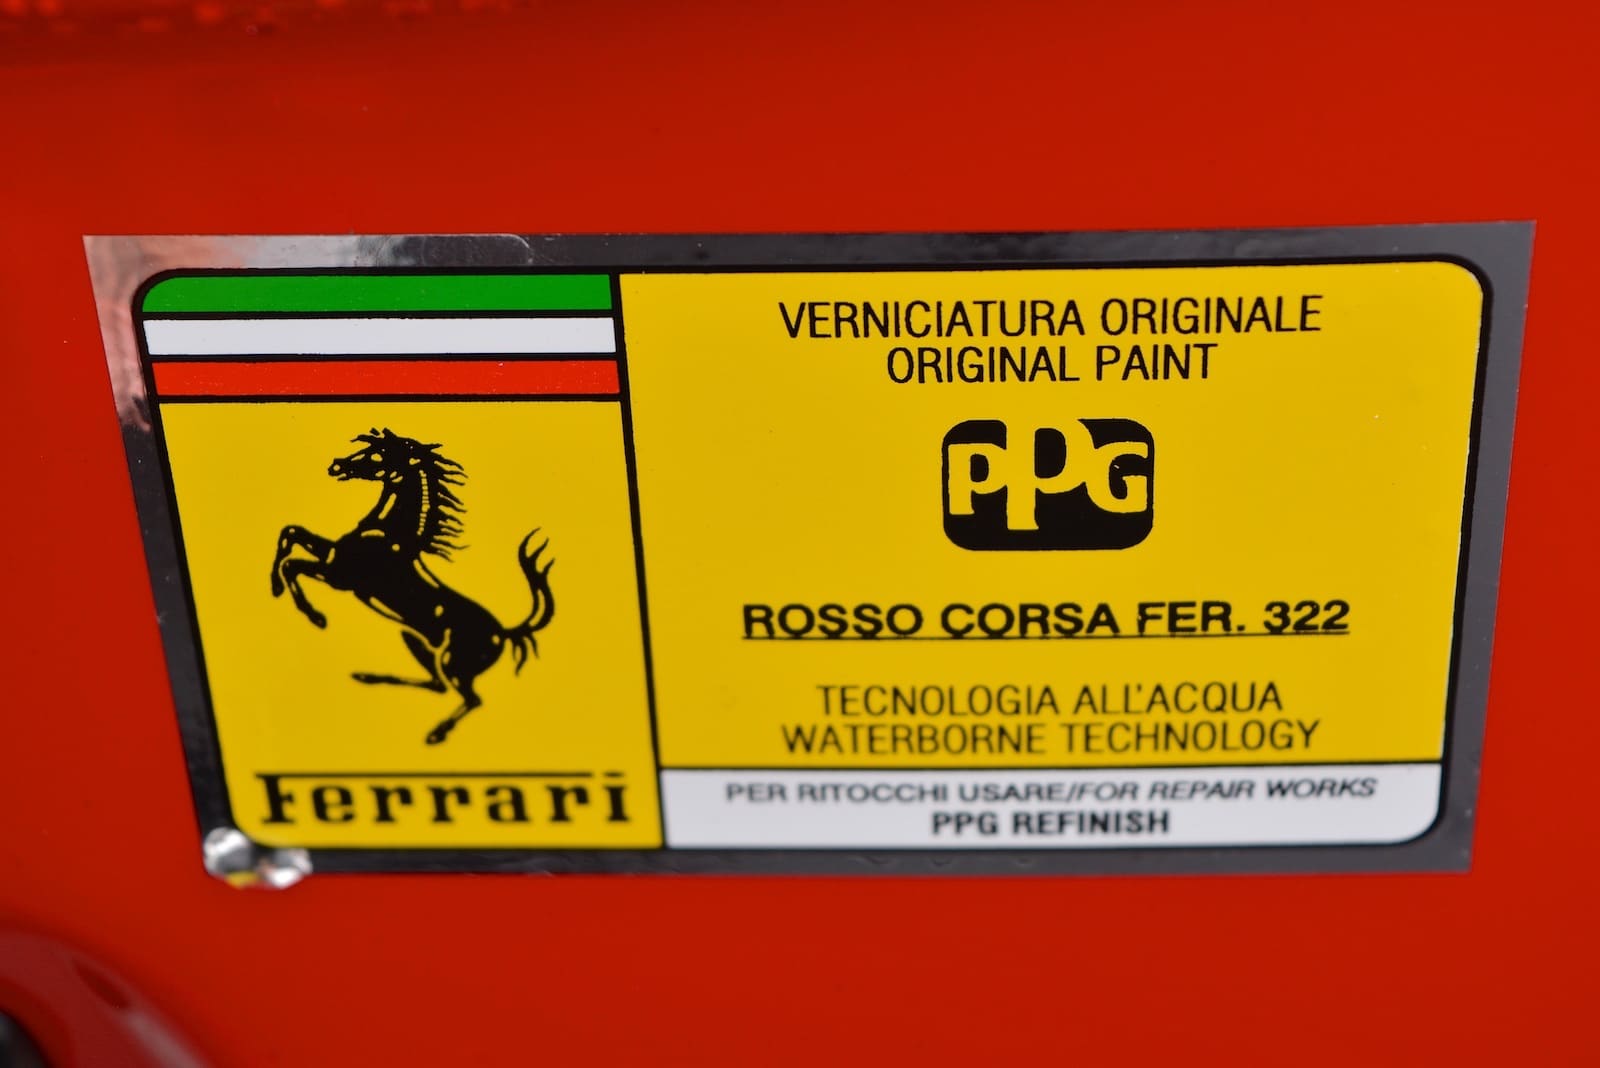 Ferrari
VERNICIATURA ORIGINALE
ORIGINAL PAINT
PPG
ROSSO CORSA FER. 322
TECNOLOGIA ALL'ACQUA
WATERBORNE TECHNOLOGY
PER RITOCCHI USARE/FOR REPAIR WORKS
PPG REFINISH